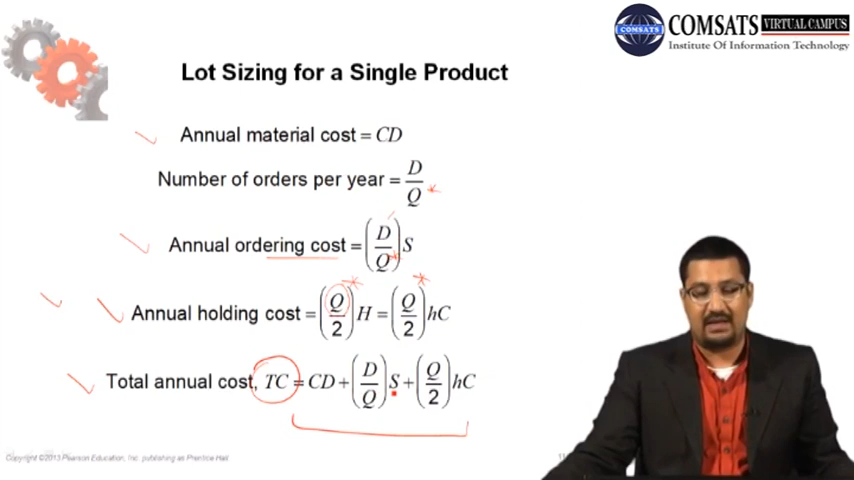 COMSATS
COMSATS VIRTUAL CAMPUS
Institute Of Information Technology
Lot Sizing for a Single Product
Annual material cost = CD
Number of orders per year = D/Q *
Annual ordering cost = (D/Q*)S
Annual holding cost = (Q/2)* H = (Q/2)* hC
Total annual cost, TC = CD + (D/Q)S + (Q/2)hC
Copyright ©2013 Pearson Education, Inc. publishing as Prentice Hall